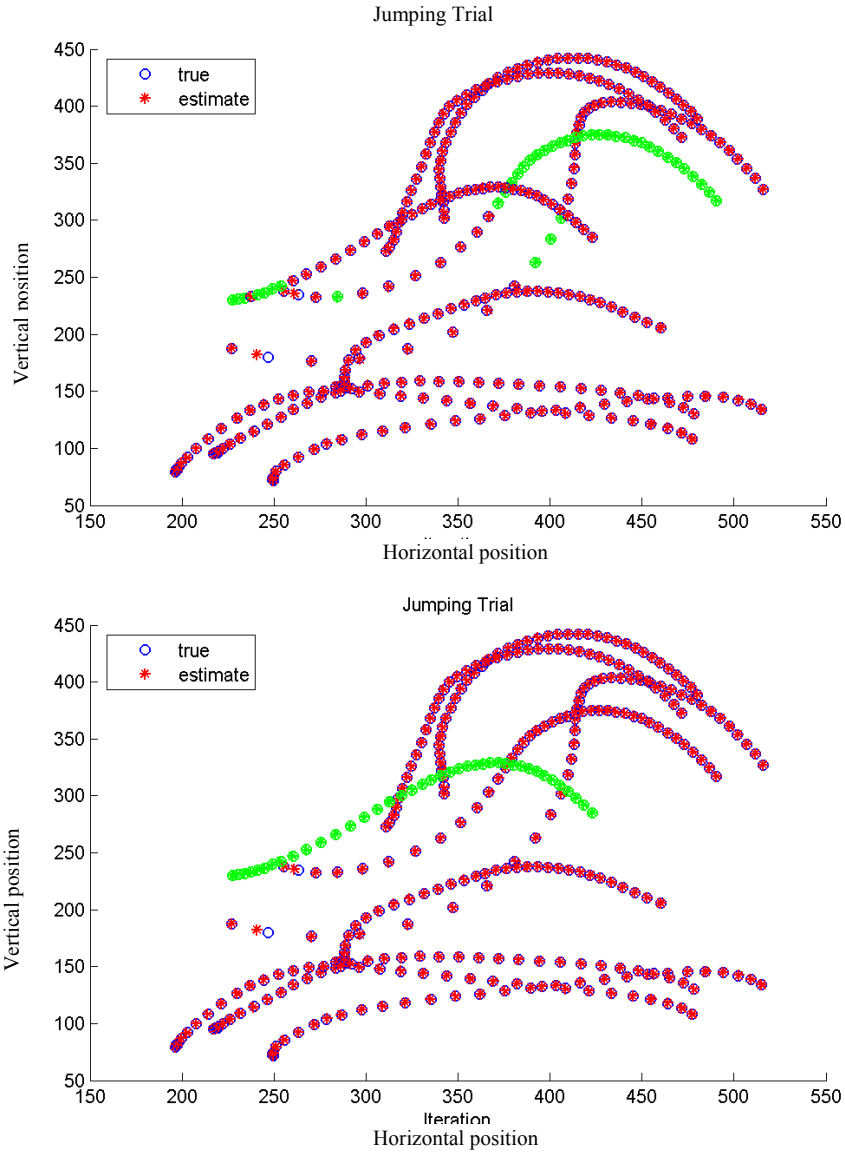 Jumping Trial
450
400
350
300
250
200
150
100
50
150 200 250 300 350 400 450 500 550
true
estimate
Vertical position
Horizontal position
Jumping Trial
450
400
350
300
250
200
150
100
50
150 200 250 300 350 400 450 500 550
true
estimate
Vertical position
Iteration
Horizontal position